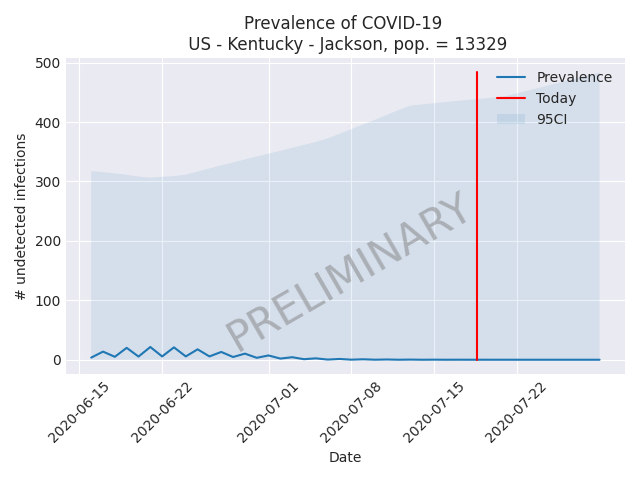 Prevalence of COVID-19
US - Kentucky - Jackson, pop. = 13329
500
400
300
200
100
0
# undetected infections
Prevalence
Today
95CI
PRELIMINARY
2020-06-15
2020-06-22
2020-07-01
2020-07-08
2020-07-15
2020-07-22
Date